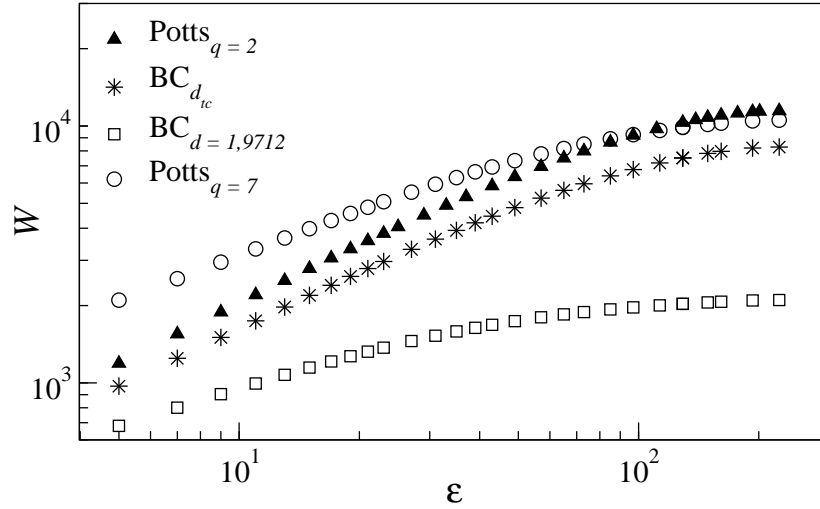 10^4
10^3
W
Potts_{q = 2}
BC_{d_{tc}}
BC_{d = 1,9712}
Potts_{q = 7}
10^1
10^2
ε